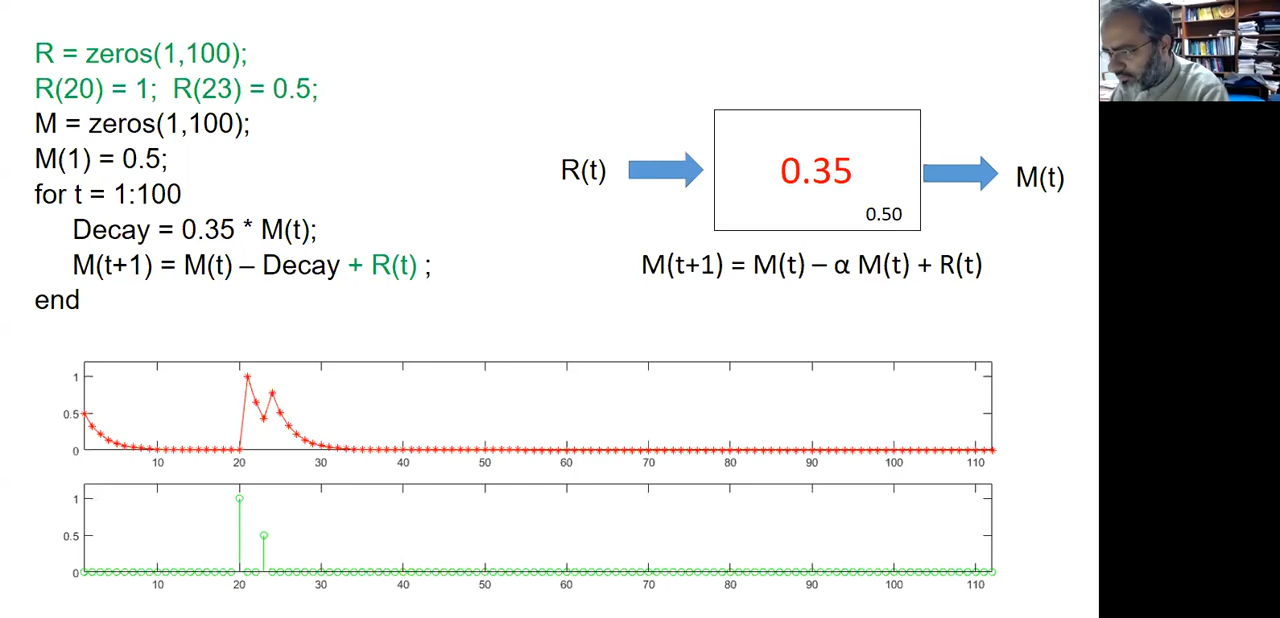 R = zeros(1,100);
R(20) = 1; R(23) = 0.5;
M = zeros(1,100);
M(1) = 0.5;
for t = 1:100
Decay = 0.35 * M(t);
M(t+1) = M(t) – Decay + R(t) ;
end
R(t)
0.35
0.50
M(t)
M(t+1) = M(t) – α M(t) + R(t)
1
0.5
0
10 20 30 40 50 60 70 80 90 100 110
1
0.5
0
10 20 30 40 50 60 70 80 90 100 110